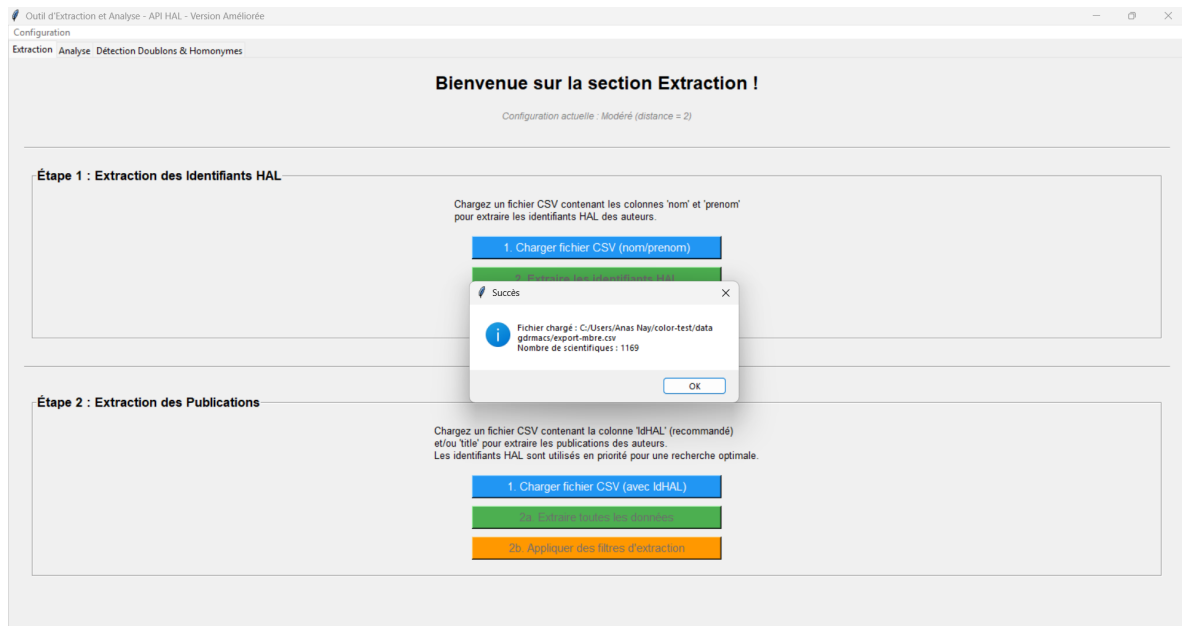 Outil d'Extraction et Analyse - API HAL - Version Améliorée
Configuration
Extraction Analyse Détection Doublons & Homonymes
Bienvenue sur la section Extraction !
Configuration actuelle : Modéré (distance = 2)
Étape 1 : Extraction des Identifiants HAL
Chargez un fichier CSV contenant les colonnes 'nom' et 'prenom'
pour extraire les identifiants HAL des auteurs.
1. Charger fichier CSV (nom/prenom)
2. Extraire les identifiants HAL
Succès
Fichier chargé : C:/Users/Anas Nay/color-test/data
gdrmacs/export-mbre.csv
Nombre de scientifiques : 1169
OK
Étape 2 : Extraction des Publications
Chargez un fichier CSV contenant la colonne 'IdHAL' (recommandé)
et/ou 'title' pour extraire les publications des auteurs.
Les identifiants HAL sont utilisés en priorité pour une recherche optimale.
1. Charger fichier CSV (avec IdHAL)
2a. Extraire toutes les données
2b. Appliquer des filtres d'extraction